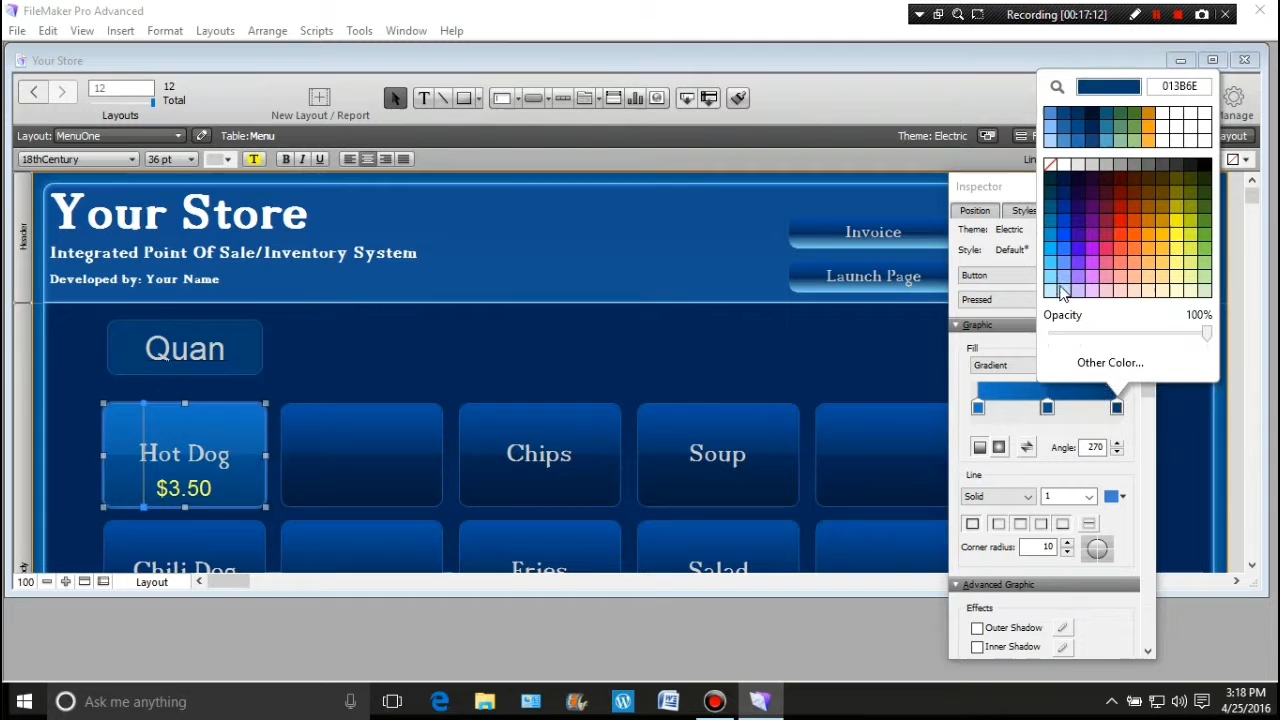 FileMaker Pro Advanced
Recording [00:17:12]
File Edit View Insert Format Layouts Arrange Scripts Tools Window Help
Your Store
12
12
Total
Layouts
New Layout / Report
Manage
Layout: MenuOne
Table: Menu
Theme: Electric
18thCentury
36 pt
T
B I U
013B6E
Your Store
Integrated Point Of Sale/Inventory System
Developed by: Your Name
Invoice
Launch Page
Header
Quan
Hot Dog
$3.50
Chips
Soup
Chili Dog
Fries
Salad
Inspector
Position
Styles
Theme: Electric
Style: Default*
Button
Pressed
Graphic
Fill
Gradient
Opacity 100%
Other Color...
Angle: 270
Line
Solid
1
Corner radius: 10
Advanced Graphic
Effects
Outer Shadow
Inner Shadow
100
Layout
Ask me anything
3:18 PM
4/25/2016